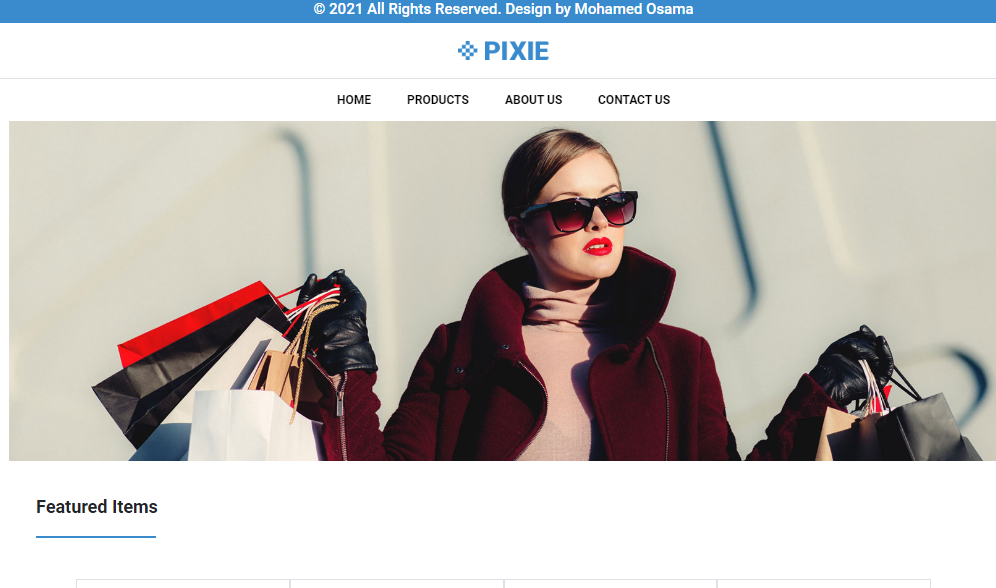 © 2021 All Rights Reserved. Design by Mohamed Osama
PIXIE
HOME PRODUCTS ABOUT US CONTACT US
Featured Items